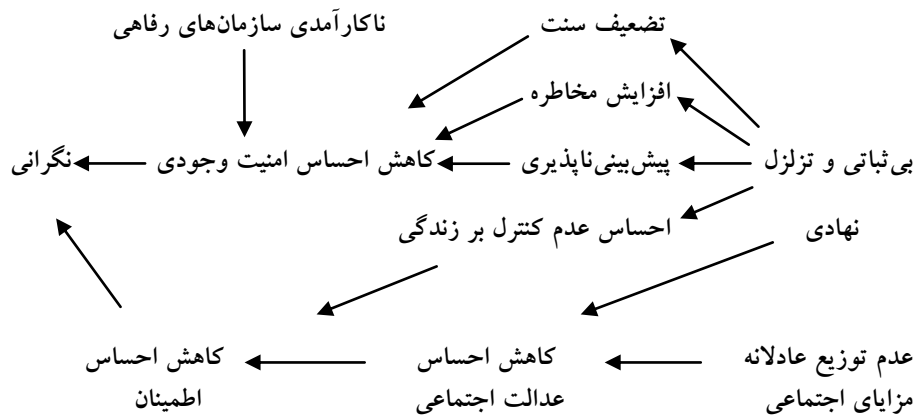 ناکارآمدی سازمان‌های رفاهی
تضعیف سنت
افزایش مخاطره
بی‌ثباتی و تزلزل
پیش‌بینی‌ناپذیری
کاهش احساس امنیت وجودی
نگرانی
نهادی
احساس عدم کنترل بر زندگی
عدم توزیع عادلانه
کاهش احساس
کاهش احساس
مزایای اجتماعی
عدالت اجتماعی
اطمینان